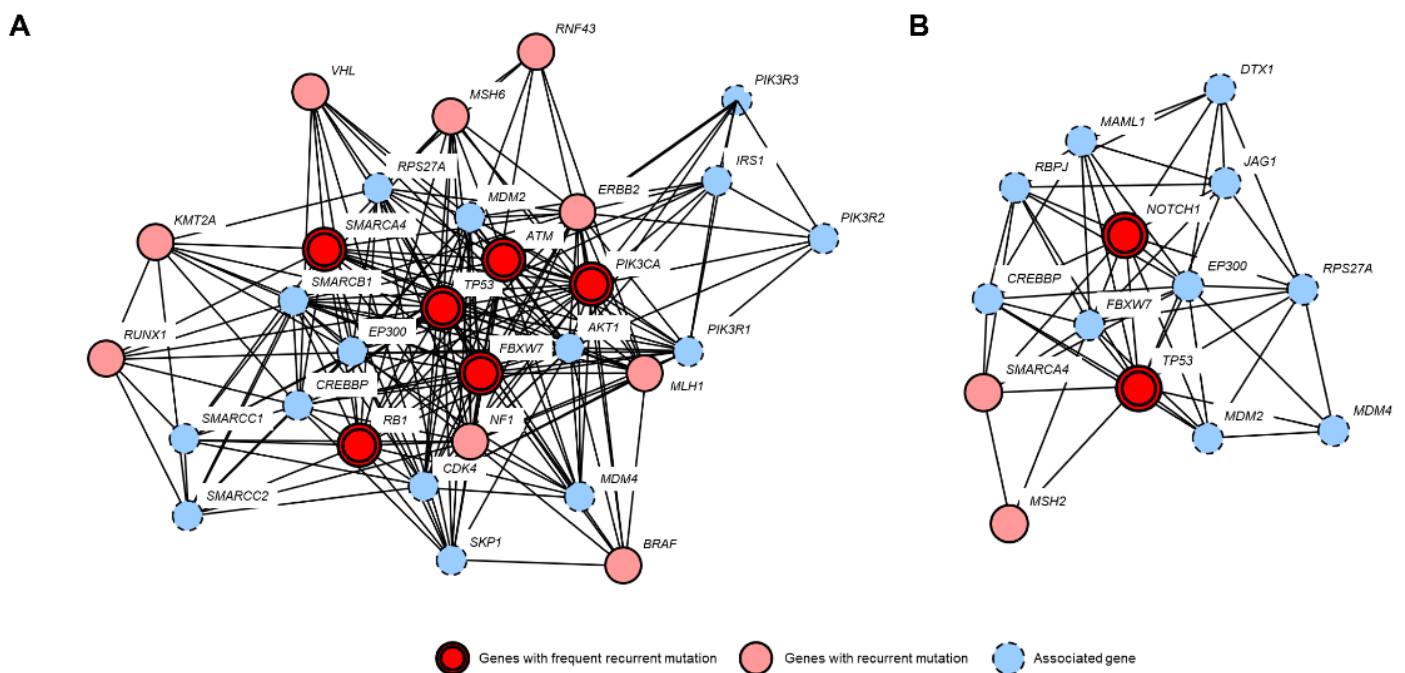 A
B
RNF43
VHL
MSH6
PIK3R3
RPS27A
IRS1
MDM2
ERBB2
KMT2A
SMARCA4
ATM
PIK3R2
PIK3CA
SMARCB1
TP53
RUNX1
EP300
AKT1
PIK3R1
FBXW7
CREBBP
MLH1
SMARCC1
RB1
NF1
CDK4
MDM4
SMARCC2
SKP1
BRAF
DTX1
MAML1
RBPJ
JAG1
NOTCH1
EP300
RPS27A
CREBBP
FBXW7
TP53
SMARCA4
MDM2
MDM4
MSH2
Genes with frequent recurrent mutation
Genes with recurrent mutation
Associated gene